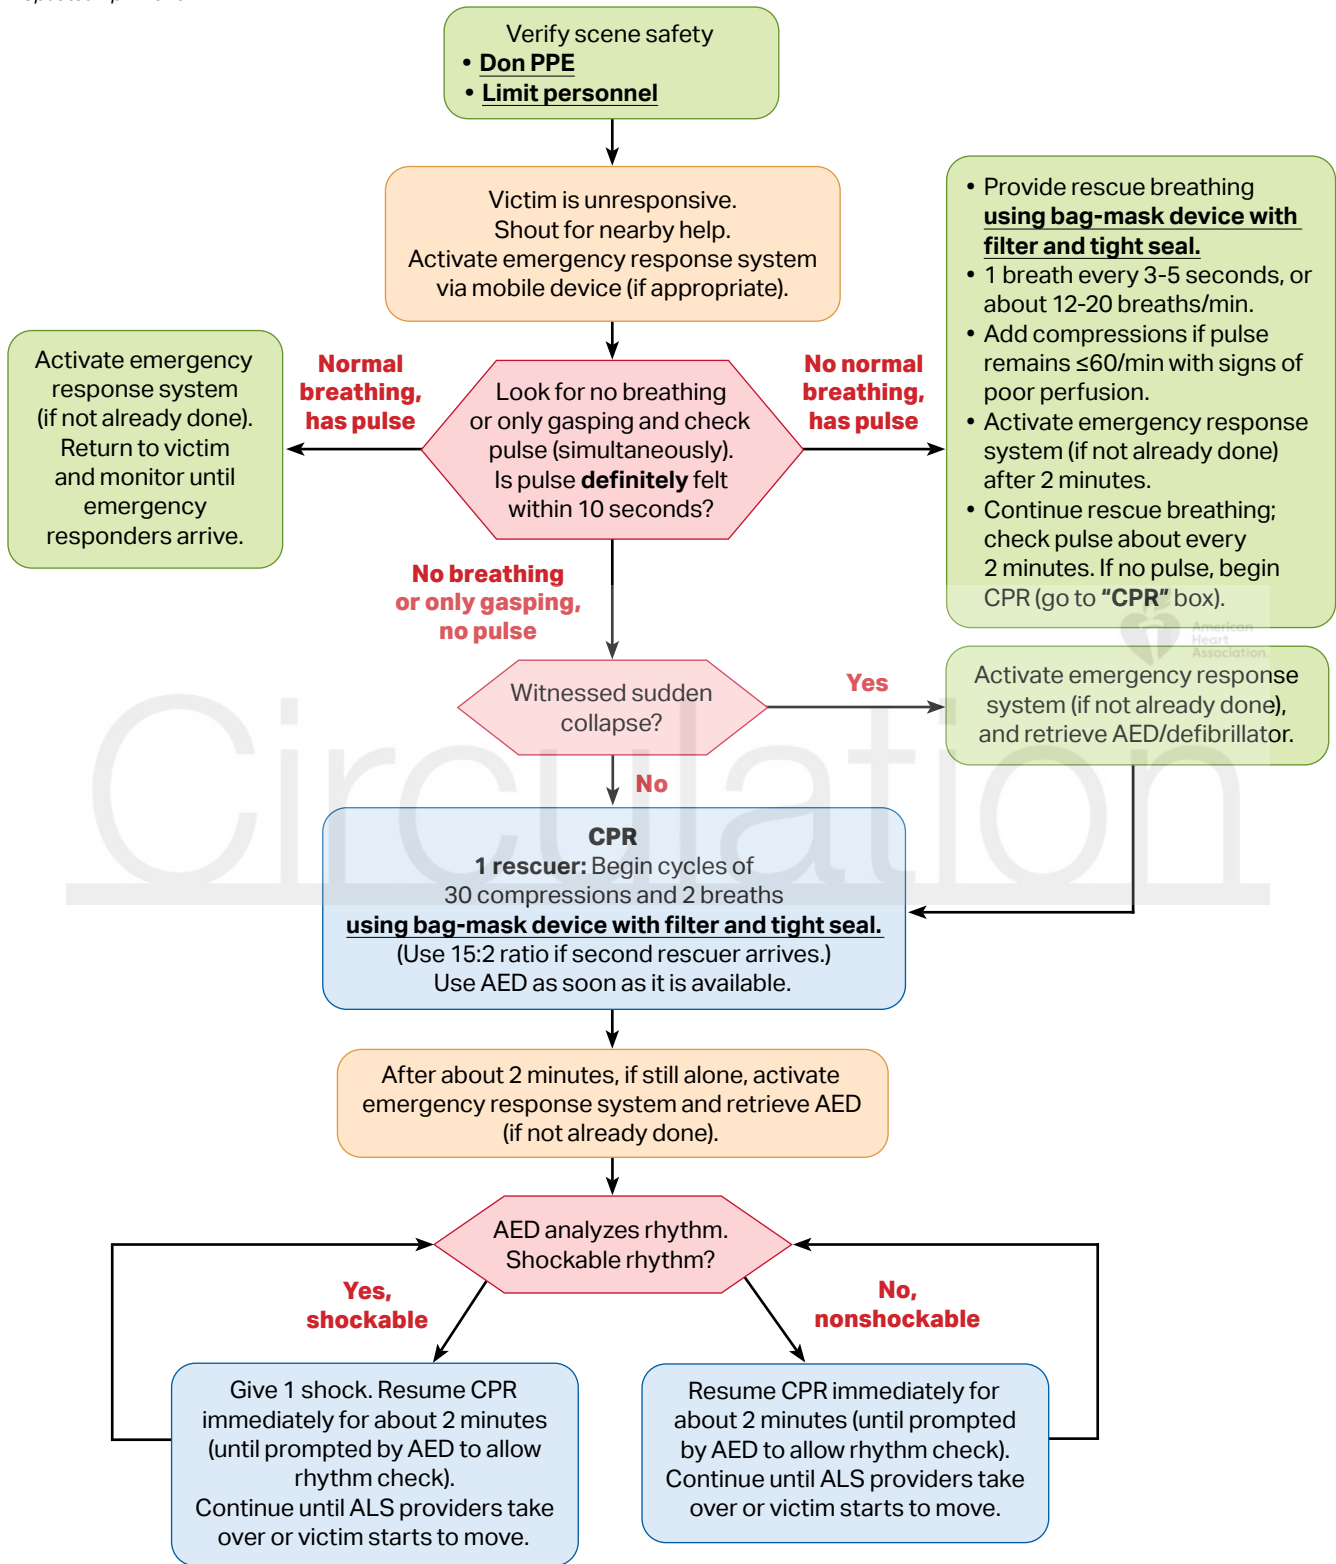 Verify scene safety
• Don PPE
• Limit personnel
Victim is unresponsive.
Shout for nearby help.
Activate emergency response system
via mobile device (if appropriate).
Normal
breathing,
has pulse
Activate emergency
response system
(if not already done).
Return to victim
and monitor until
emergency
responders arrive.
Look for no breathing
or only gasping and check
pulse (simultaneously).
Is pulse definitely felt
within 10 seconds?
No normal
breathing,
has pulse
• Provide rescue breathing
using bag-mask device with
filter and tight seal.
• 1 breath every 3-5 seconds, or
about 12-20 breaths/min.
• Add compressions if pulse
remains ≤60/min with signs of
poor perfusion.
• Activate emergency response
system (if not already done)
after 2 minutes.
• Continue rescue breathing;
check pulse about every
2 minutes. If no pulse, begin
CPR (go to “CPR” box).
American
Heart
Association.
No breathing
or only gasping,
no pulse
Witnessed sudden
collapse?
Yes
Activate emergency response
system (if not already done),
and retrieve AED/defibrillator.
No
Circulation
CPR
1 rescuer: Begin cycles of
30 compressions and 2 breaths
using bag-mask device with filter and tight seal.
(Use 15:2 ratio if second rescuer arrives.)
Use AED as soon as it is available.
After about 2 minutes, if still alone, activate
emergency response system and retrieve AED
(if not already done).
AED analyzes rhythm.
Shockable rhythm?
Yes,
shockable
No,
nonshockable
Give 1 shock. Resume CPR
immediately for about 2 minutes
(until prompted by AED to allow
rhythm check).
Continue until ALS providers take
over or victim starts to move.
Resume CPR immediately for
about 2 minutes (until prompted
by AED to allow rhythm check).
Continue until ALS providers take
over or victim starts to move.